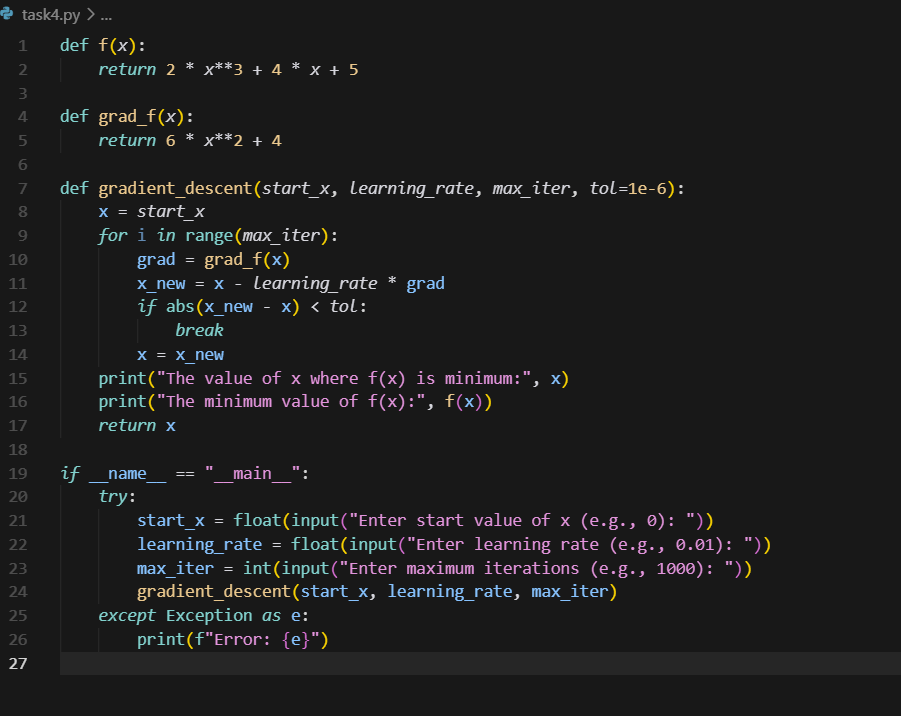 task4.py > ...
1 def f(x):
2     return 2 * x**3 + 4 * x + 5
3
4 def grad_f(x):
5     return 6 * x**2 + 4
6
7 def gradient_descent(start_x, learning_rate, max_iter, tol=1e-6):
8     x = start_x
9     for i in range(max_iter):
10         grad = grad_f(x)
11         x_new = x - learning_rate * grad
12         if abs(x_new - x) < tol:
13             break
14         x = x_new
15     print("The value of x where f(x) is minimum:", x)
16     print("The minimum value of f(x):", f(x))
17     return x
18
19 if __name__ == "__main__":
20     try:
21         start_x = float(input("Enter start value of x (e.g., 0): "))
22         learning_rate = float(input("Enter learning rate (e.g., 0.01): "))
23         max_iter = int(input("Enter maximum iterations (e.g., 1000): "))
24         gradient_descent(start_x, learning_rate, max_iter)
25     except Exception as e:
26         print(f"Error: {e}")
27